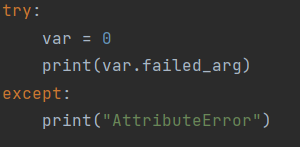 try:
    var = 0
    print(var.failed_arg)
except:
    print("AttributeError")